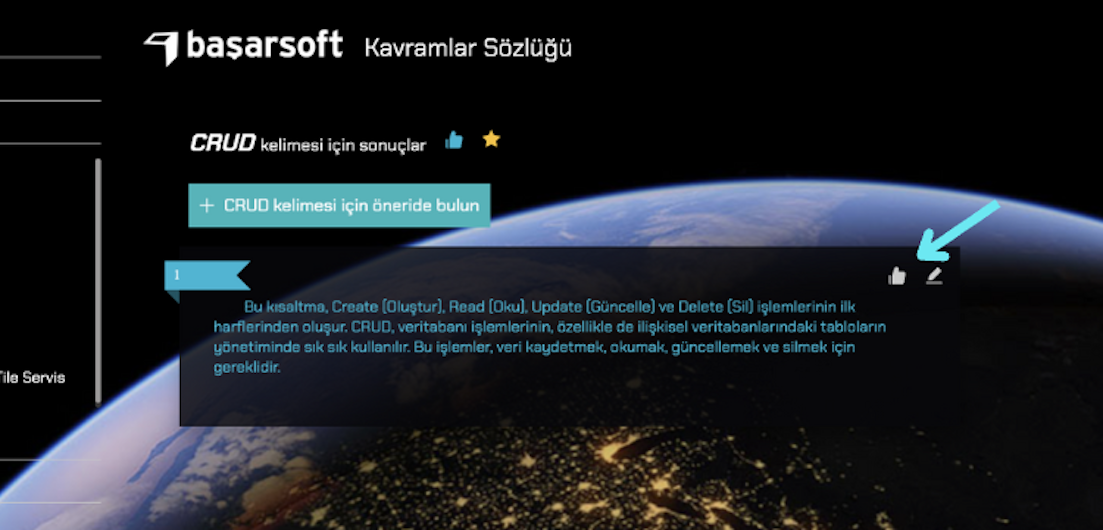 başarsoft Kavramlar Sözlüğü
CRUD kelimesi için sonuçlar
+ CRUD kelimesi için öneride bulun
1
Bu kısaltma, Create (Oluştur), Read (Oku), Update (Güncelle) ve Delete (Sil) işlemlerinin ilk
harflerinden oluşur. CRUD, veritabanı işlemlerinin, özellikle de ilişkisel veritabanlarındaki tabloların
yönetiminde sık sık kullanılır. Bu işlemler, veri kaydetmek, okumak, güncellemek ve silmek için
gereklidir.
Tile Servis